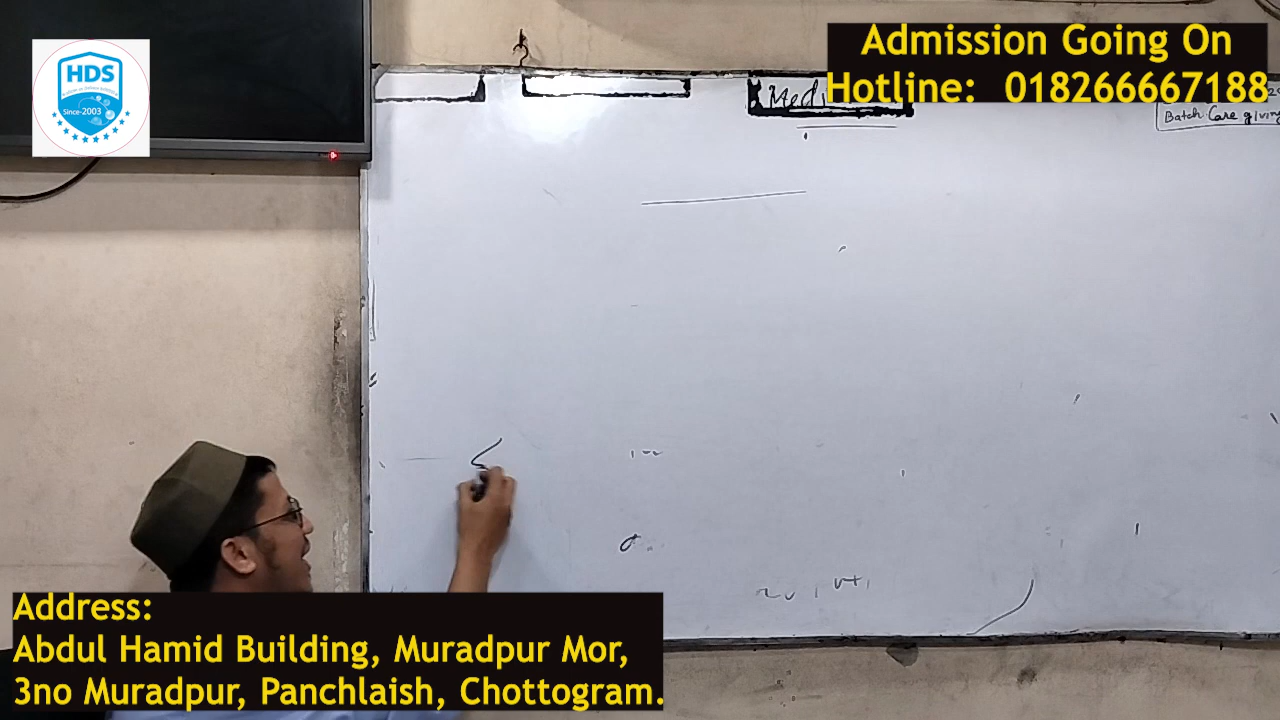 HDS
Since-2003
Admission Going On
Hotline: 018266667188
Batch Care giving
Address:
Abdul Hamid Building, Muradpur Mor,
3no Muradpur, Panchlaish, Chottogram.